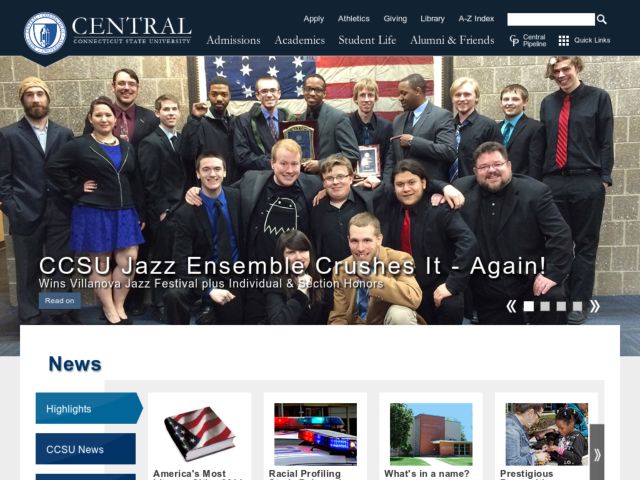 Apply Athletics Giving Library A-Z Index
CENTRAL
CONNECTICUT STATE UNIVERSITY
Admissions Academics Student Life Alumni & Friends
Central Pipeline
Quick Links
CCSU Jazz Ensemble Crushes It - Again!
Wins Villanova Jazz Festival plus Individual & Section Honors
Read on
News
Highlights
CCSU News
America's Most
Racial Profiling
What's in a name?
Prestigious